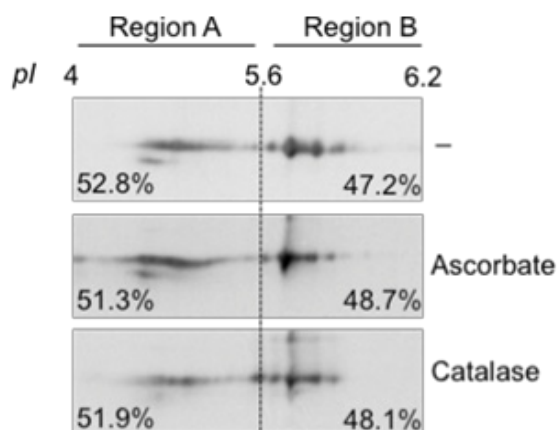 Region A Region B
pI 4 5.6 6.2
–
52.8% 47.2%
Ascorbate
51.3% 48.7%
Catalase
51.9% 48.1%